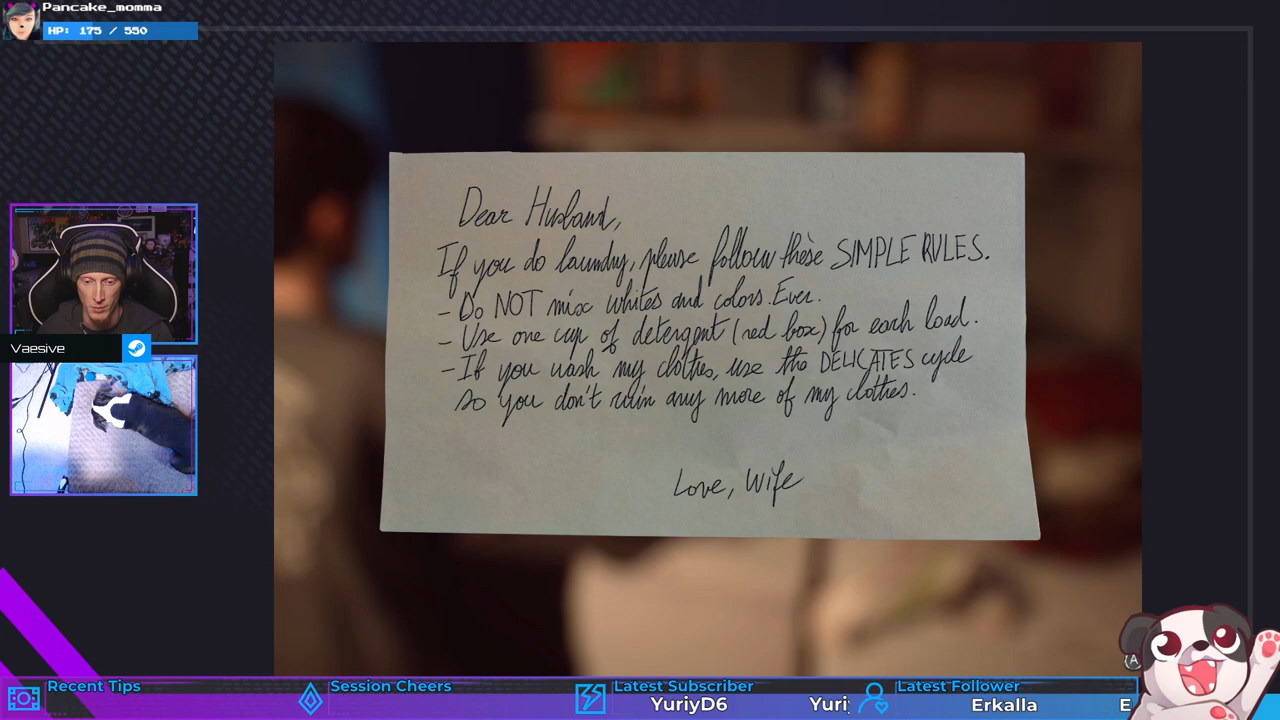 Pancake_momma
HP: 175 / 550
Dear Husband,
If you do laundry, please follow these SIMPLE RULES.
- Do NOT mix whites and colors. Ever.
- Use one cup of detergent (red box) for each load.
- If you wash my clothes, use the DELICATES cycle
so you don't ruin any more of my clothes.
Love, Wife
Vaesive
(A
Recent Tips
Session Cheers
Latest Subscriber
YuriyD6
Yuri
Latest Follower
Erkalla
E